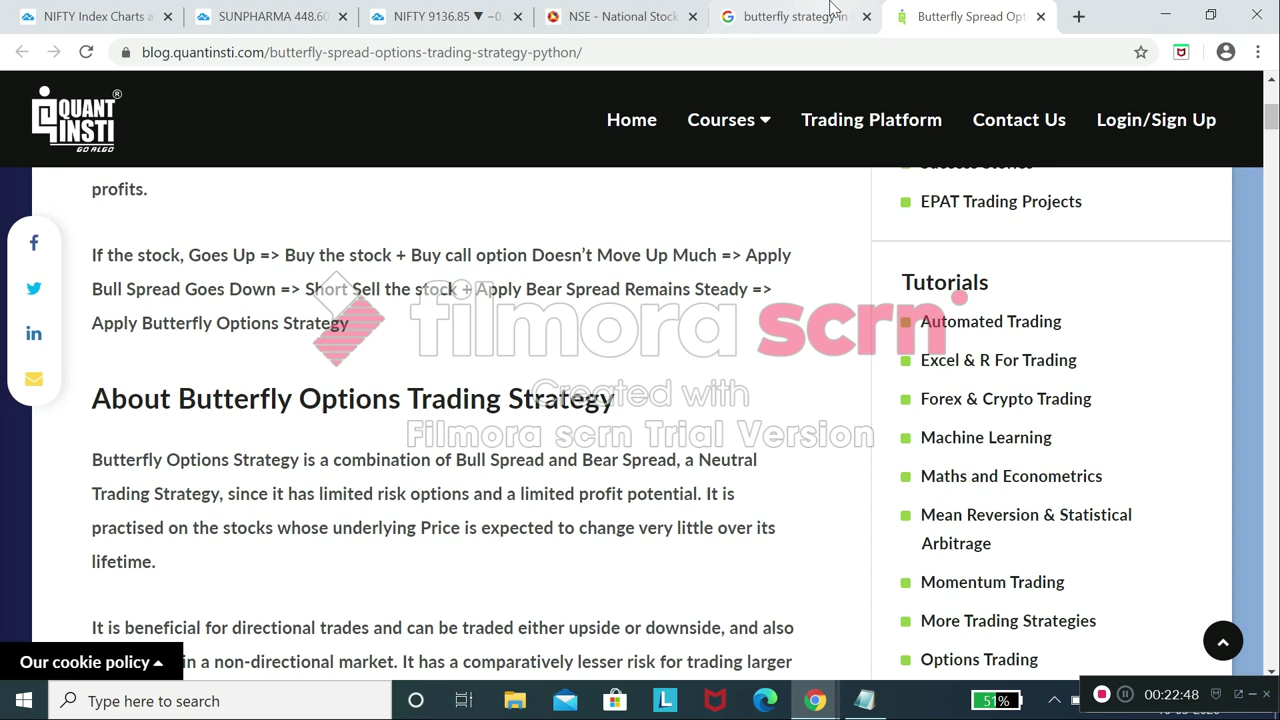 NIFTY Index Charts a
SUNPHARMA 448.60
NIFTY 9136.85 ▼ −0
NSE - National Stock
butterfly strategy in
Butterfly Spread Opt
blog.quantinsti.com/butterfly-spread-options-trading-strategy-python/
QUANT INSTI ®
GO ALGO
Home
Courses
Trading Platform
Contact Us
Login/Sign Up
profits.
If the stock, Goes Up => Buy the stock + Buy call option Doesn't Move Up Much => Apply
Bull Spread Goes Down => Short Sell the stock + Apply Bear Spread Remains Steady =>
Apply Butterfly Options Strategy
filmora scrn
Created with
Filmora scrn Trial Version
About Butterfly Options Trading Strategy
Butterfly Options Strategy is a combination of Bull Spread and Bear Spread, a Neutral
Trading Strategy, since it has limited risk options and a limited profit potential. It is
practised on the stocks whose underlying Price is expected to change very little over its
lifetime.
It is beneficial for directional trades and can be traded either upside or downside, and also
in a non-directional market. It has a comparatively lesser risk for trading larger
Our cookie policy
EPAT Trading Projects
Tutorials
Automated Trading
Excel & R For Trading
Forex & Crypto Trading
Machine Learning
Maths and Econometrics
Mean Reversion & Statistical
Arbitrage
Momentum Trading
More Trading Strategies
Options Trading
Type here to search
51%
00:22:48